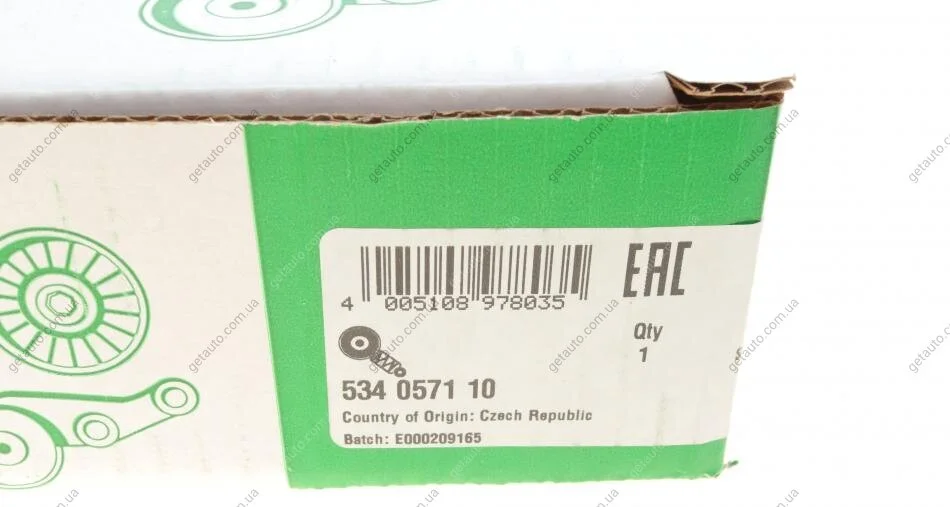 4 005108 978035
EAC
Qty
1
534 0571 10
Country of Origin: Czech Republic
Batch: E000209165
getauto.com.ua